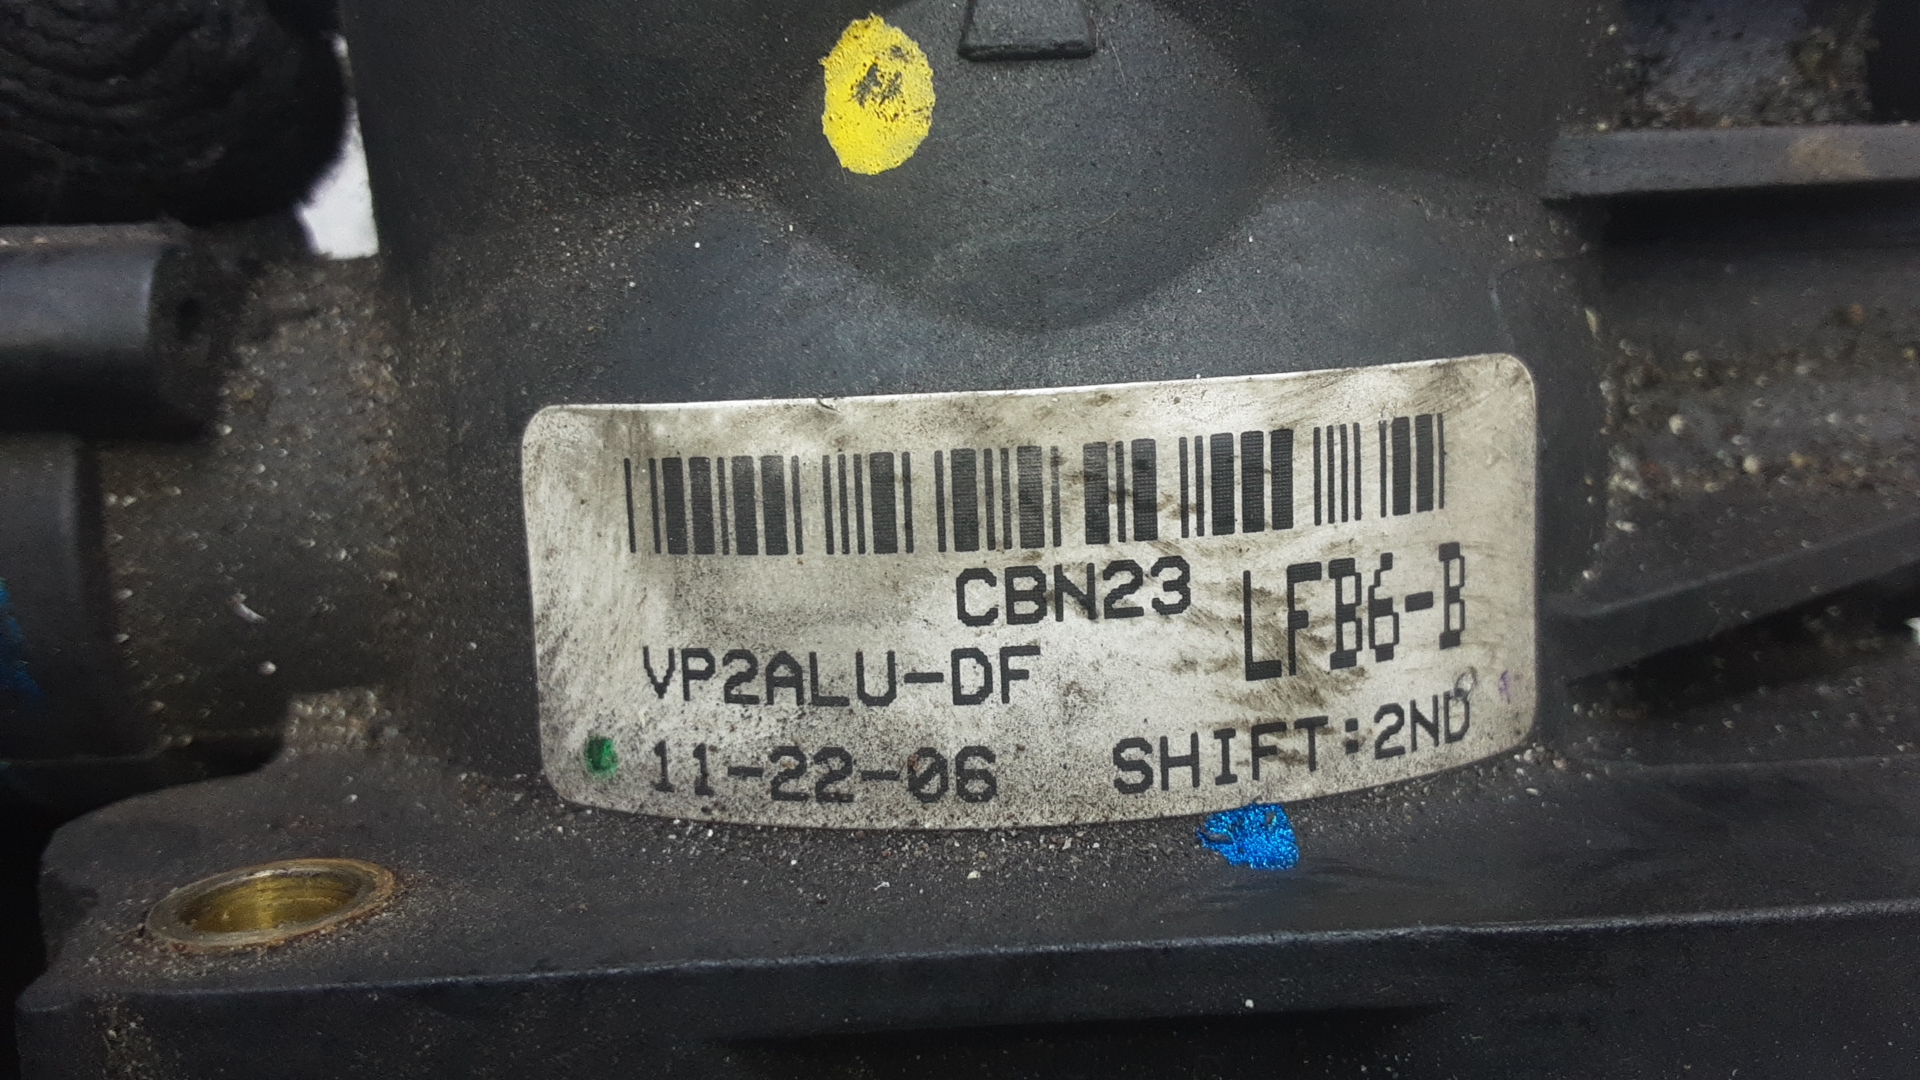 CBN23 LFB6-B
VP2ALU-DF
11-22-06 SHIFT:2ND